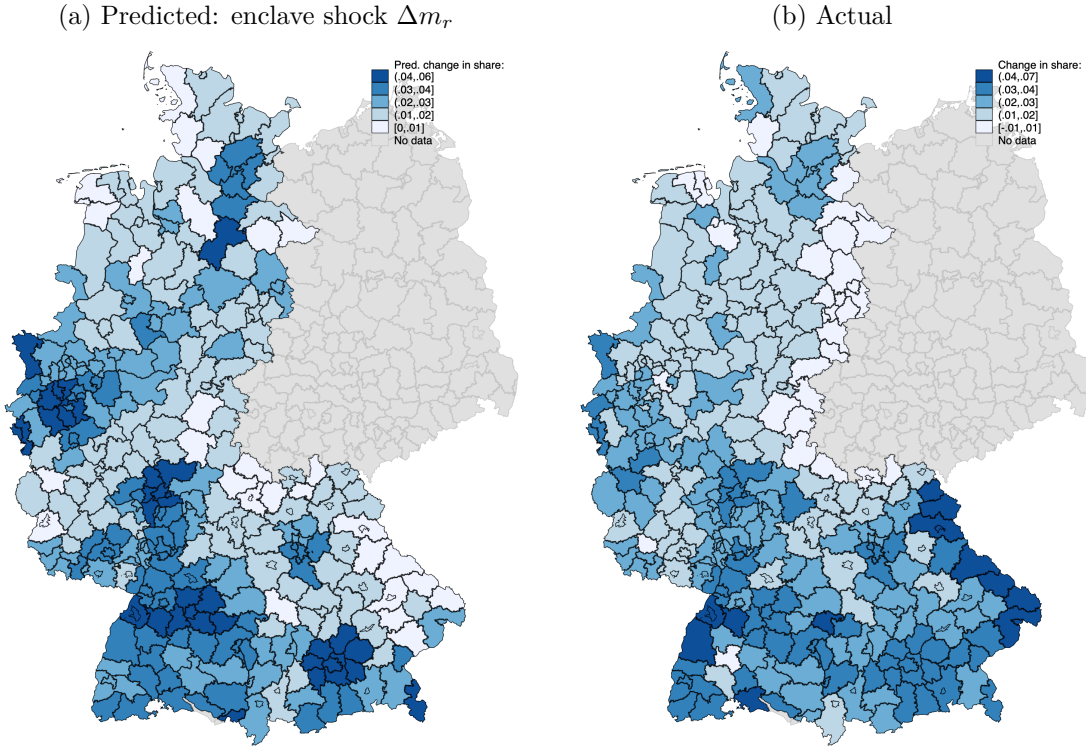 (a) Predicted: enclave shock Δm_r
(b) Actual
Pred. change in share:
(.04,.06]
(.03,.04]
(.02,.03]
(.01,.02]
[0,.01]
No data
Change in share:
(.04,.07]
(.03,.04]
(.02,.03]
(.01,.02]
[-.01,.01]
No data